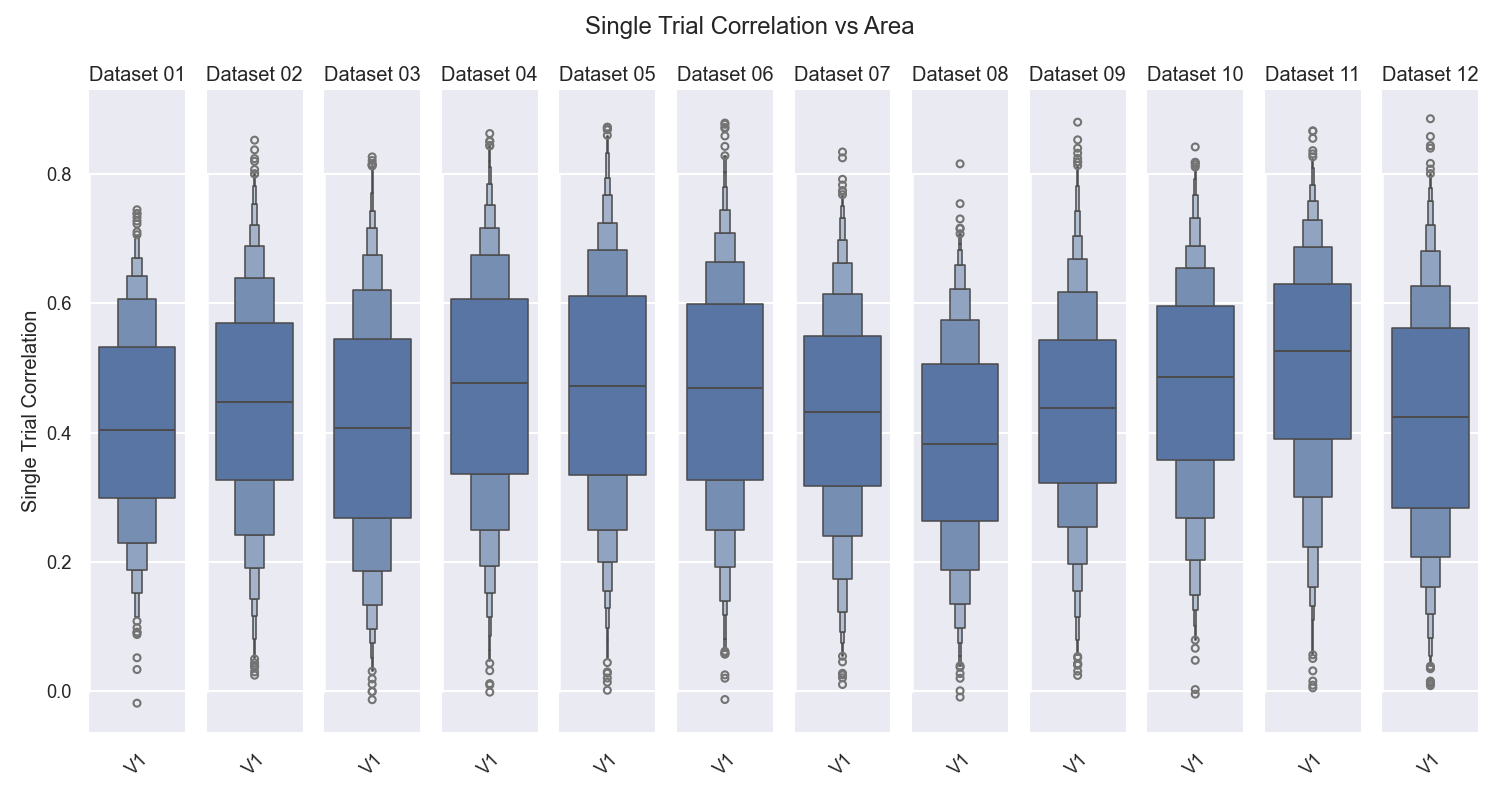 Single Trial Correlation vs Area
Dataset 01 Dataset 02 Dataset 03 Dataset 04 Dataset 05 Dataset 06 Dataset 07 Dataset 08 Dataset 09 Dataset 10 Dataset 11 Dataset 12
Single Trial Correlation
0.8
0.6
0.4
0.2
0.0
V1 V1 V1 V1 V1 V1 V1 V1 V1 V1 V1 V1